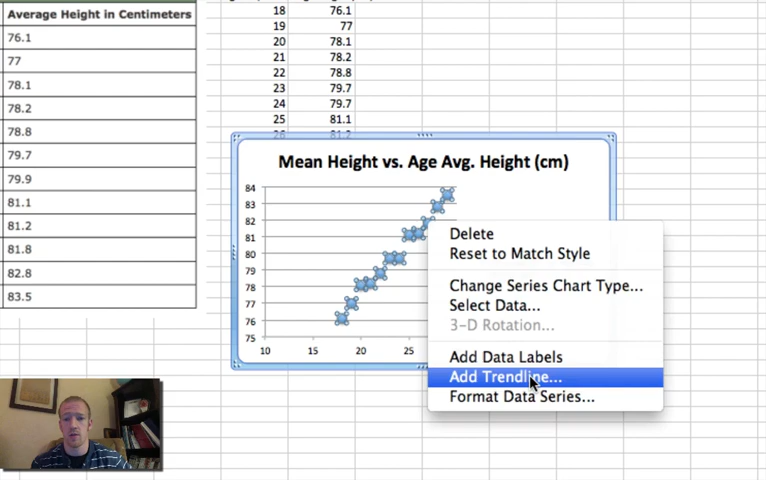 Average Height in Centimeters
76.1
77
78.1
78.2
78.8
79.7
79.9
81.1
81.2
81.8
82.8
83.5
18 76.1
19 77
20 78.1
21 78.2
22 78.8
23 79.7
24 79.7
25 81.1
26 81.2
Mean Height vs. Age Avg. Height (cm)
84
83
82
81
80
79
78
77
76
75
10 15 20 25
Delete
Reset to Match Style
Change Series Chart Type...
Select Data...
3-D Rotation...
Add Data Labels
Add Trendline...
Format Data Series...